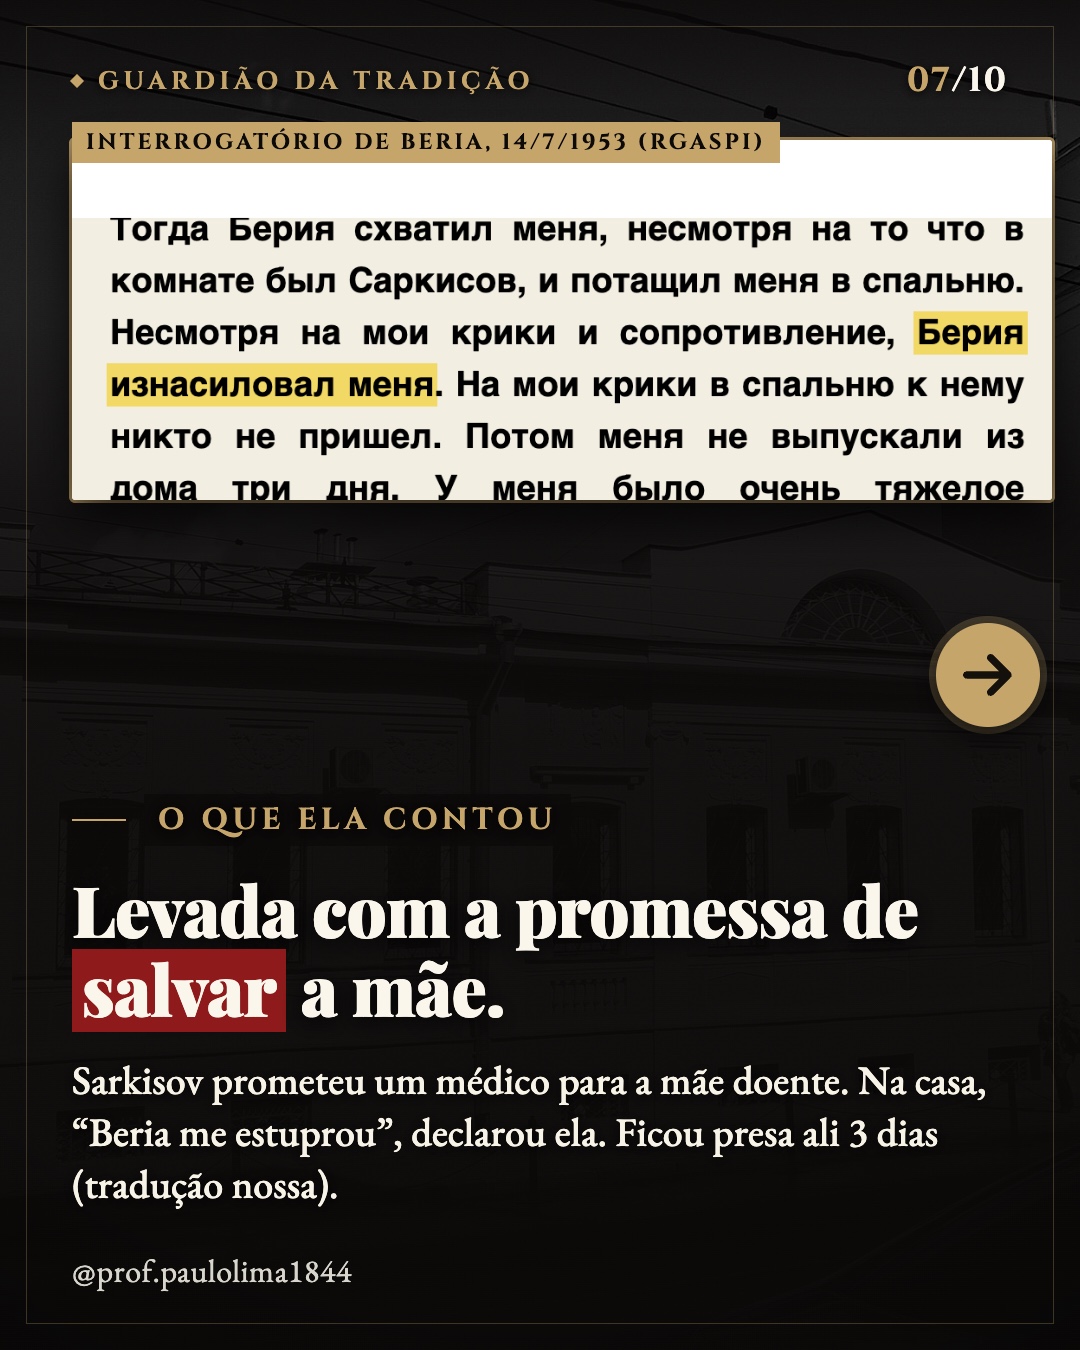 GUARDIÃO DA TRADIÇÃO
07/10
INTERROGATÓRIO DE BERIA, 14/7/1953 (RGASPI)
Тогда Берия схватил меня, несмотря на то что в
комнате был Саркисов, и потащил меня в спальню.
Несмотря на мои крики и сопротивление, Берия
изнасиловал меня. На мои крики в спальню к нему
никто не пришел. Потом меня не выпускали из
дома три дня. У меня было очень тяжелое
O QUE ELA CONTOU
Levada com a promessa de
salvar a mãe.
Sarkisov prometeu um médico para a mãe doente. Na casa,
“Beria me estuprou”, declarou ela. Ficou presa ali 3 dias
(tradução nossa).
@prof.paulolima1844